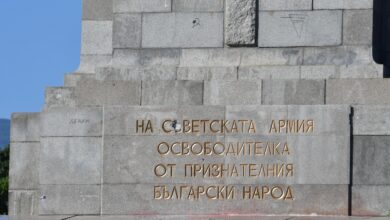 НА СЪВЕТСКАТА АРМИЯ
ОСВОБОДИТЕЛКА
ОТ ПРИЗНАТЕЛНИЯ
БЪЛГАРСКИ НАРОД